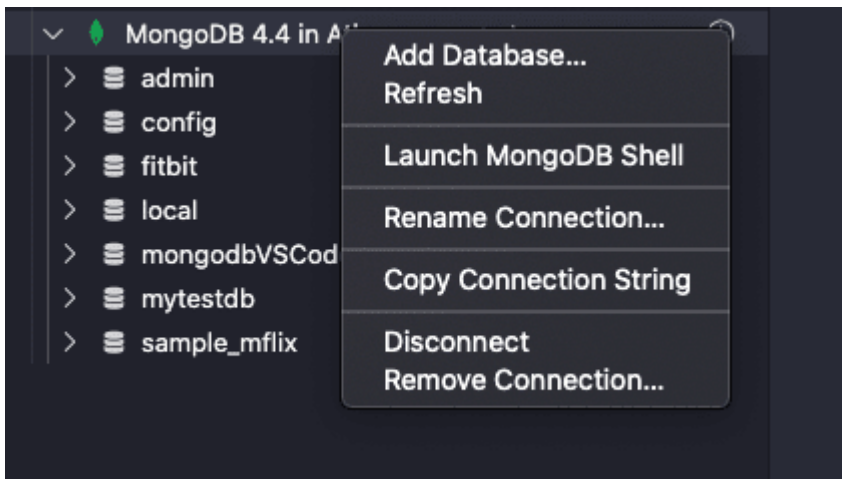 MongoDB 4.4 in
admin
config
fitbit
local
mongodbVSCod
mytestdb
sample_mflix
Add Database...
Refresh
Launch MongoDB Shell
Rename Connection...
Copy Connection String
Disconnect
Remove Connection...